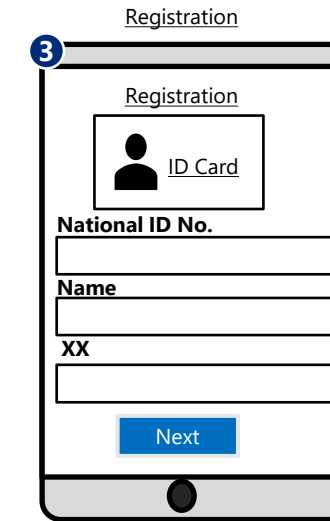 Registration
3
Registration
ID Card
National ID No.
Name
XX
Next